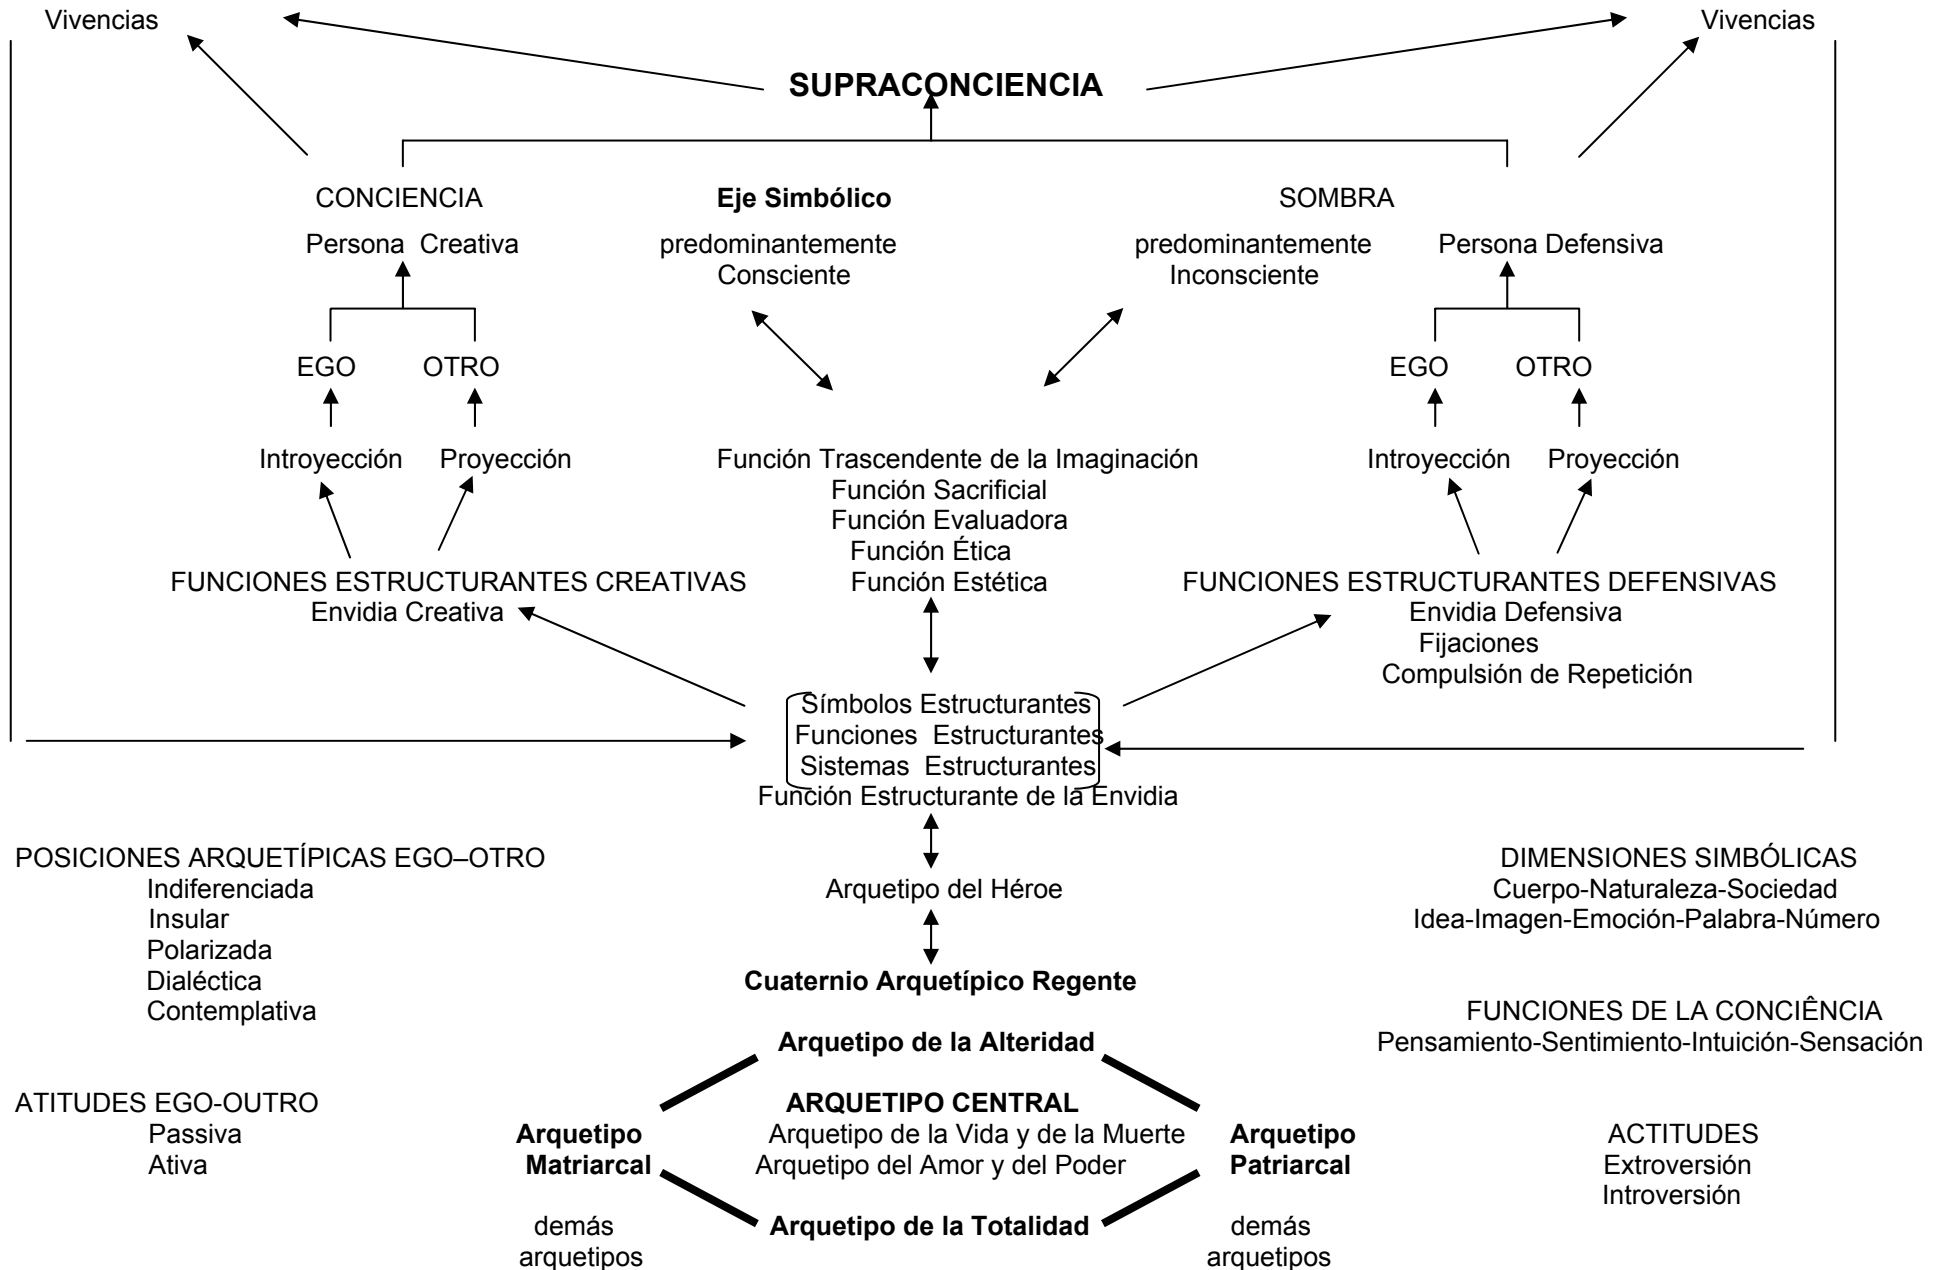 Vivencias Vivencias
SUPRACONCIENCIA
CONCIENCIA Eje Simbólico SOMBRA
Persona Creativa predominantemente predominantemente Persona Defensiva
Consciente Inconsciente
EGO OTRO EGO OTRO
Introyección Proyección Función Trascendente de la Imaginación Introyección Proyección
Función Sacrificial
Función Evaluadora
Función Ética
FUNCIONES ESTRUCTURANTES CREATIVAS Función Estética FUNCIONES ESTRUCTURANTES DEFENSIVAS
Envidia Creativa Envidia Defensiva
Fijaciones
Compulsión de Repetición
Símbolos Estructurantes
Funciones Estructurantes
Sistemas Estructurantes
Función Estructurante de la Envidia
POSICIONES ARQUETÍPICAS EGO–OTRO DIMENSIONES SIMBÓLICAS
Indiferenciada Arquetipo del Héroe Cuerpo-Naturaleza-Sociedad
Insular Idea-Imagen-Emoción-Palabra-Número
Polarizada
Dialéctica Cuaternio Arquetípico Regente
Contemplativa FUNCIONES DE LA CONCIÊNCIA
Arquetipo de la Alteridad Pensamiento-Sentimiento-Intuición-Sensación
ATITUDES EGO-OUTRO ARQUETIPO CENTRAL
Passiva Arquetipo Arquetipo de la Vida y de la Muerte Arquetipo ACTITUDES
Ativa Matriarcal Arquetipo del Amor y del Poder Patriarcal Extroversión
Introversión
demás Arquetipo de la Totalidad demás
arquetipos arquetipos